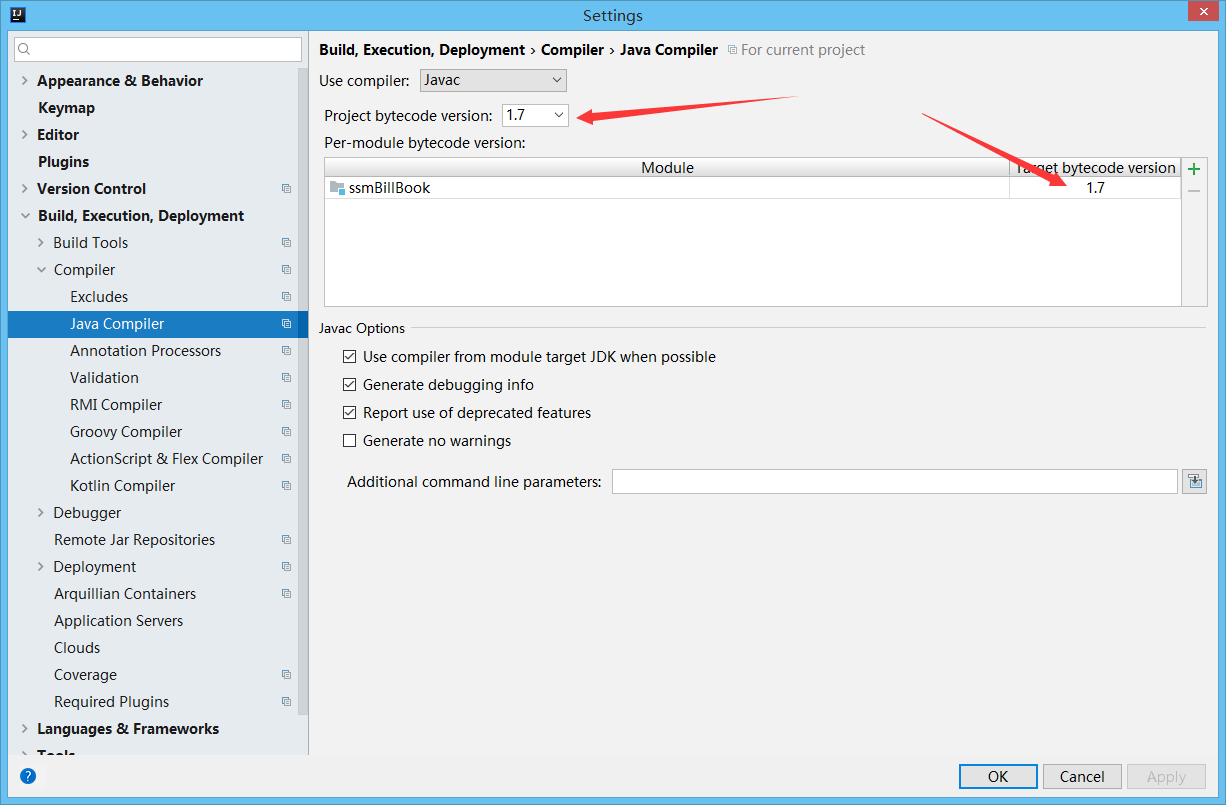 IJ
Settings
Appearance & Behavior
Keymap
Editor
Plugins
Version Control
Build, Execution, Deployment
Build Tools
Compiler
Excludes
Java Compiler
Annotation Processors
Validation
RMI Compiler
Groovy Compiler
ActionScript & Flex Compiler
Kotlin Compiler
Debugger
Remote Jar Repositories
Deployment
Arquillian Containers
Application Servers
Clouds
Coverage
Required Plugins
Languages & Frameworks
Tools
Build, Execution, Deployment › Compiler › Java Compiler For current project
Use compiler: Javac
Project bytecode version: 1.7
Per-module bytecode version:
Module Target bytecode version
ssmBillBook 1.7
Javac Options
Use compiler from module target JDK when possible
Generate debugging info
Report use of deprecated features
Generate no warnings
Additional command line parameters:
?
OK Cancel Apply